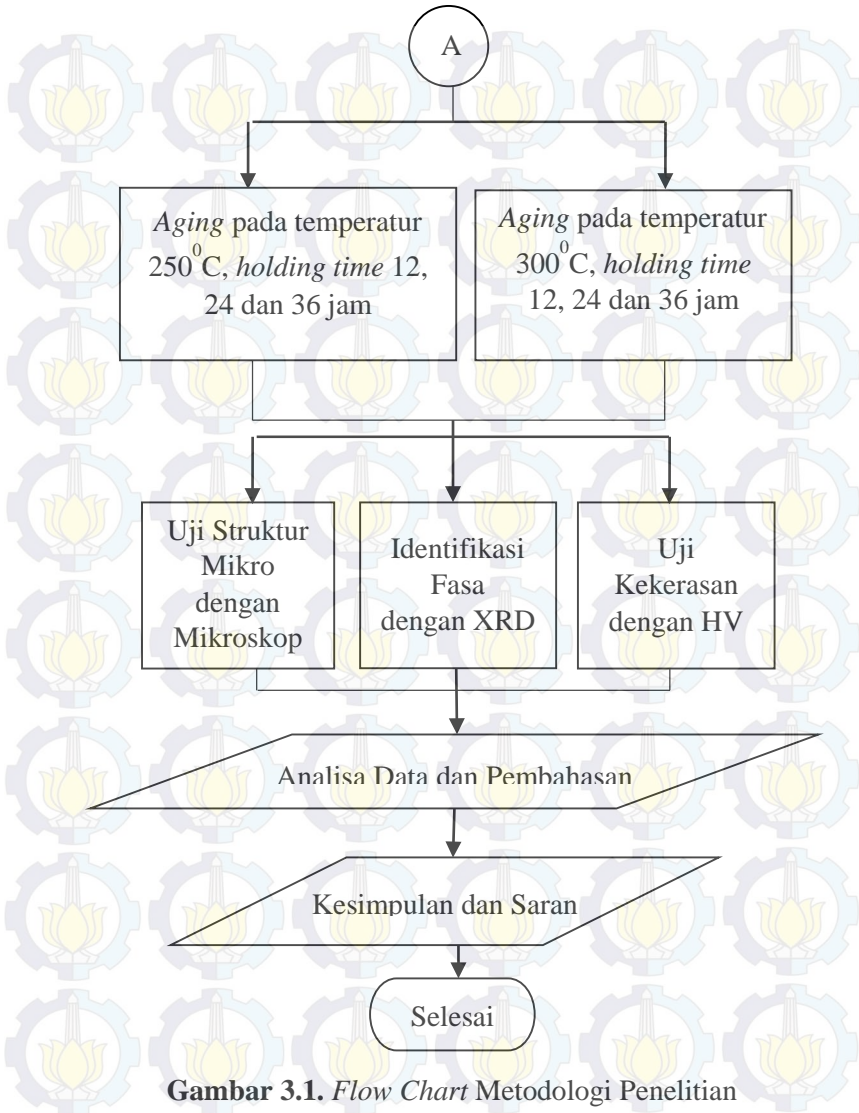 A
Aging pada temperatur
250⁰C, holding time 12,
24 dan 36 jam
Aging pada temperatur
300⁰C, holding time
12, 24 dan 36 jam
Uji Struktur
Mikro
dengan
Mikroskop
Identifikasi
Fasa
dengan XRD
Uji
Kekerasan
dengan HV
Analisa Data dan Pembahasan
Kesimpulan dan Saran
Selesai
Gambar 3.1. Flow Chart Metodologi Penelitian